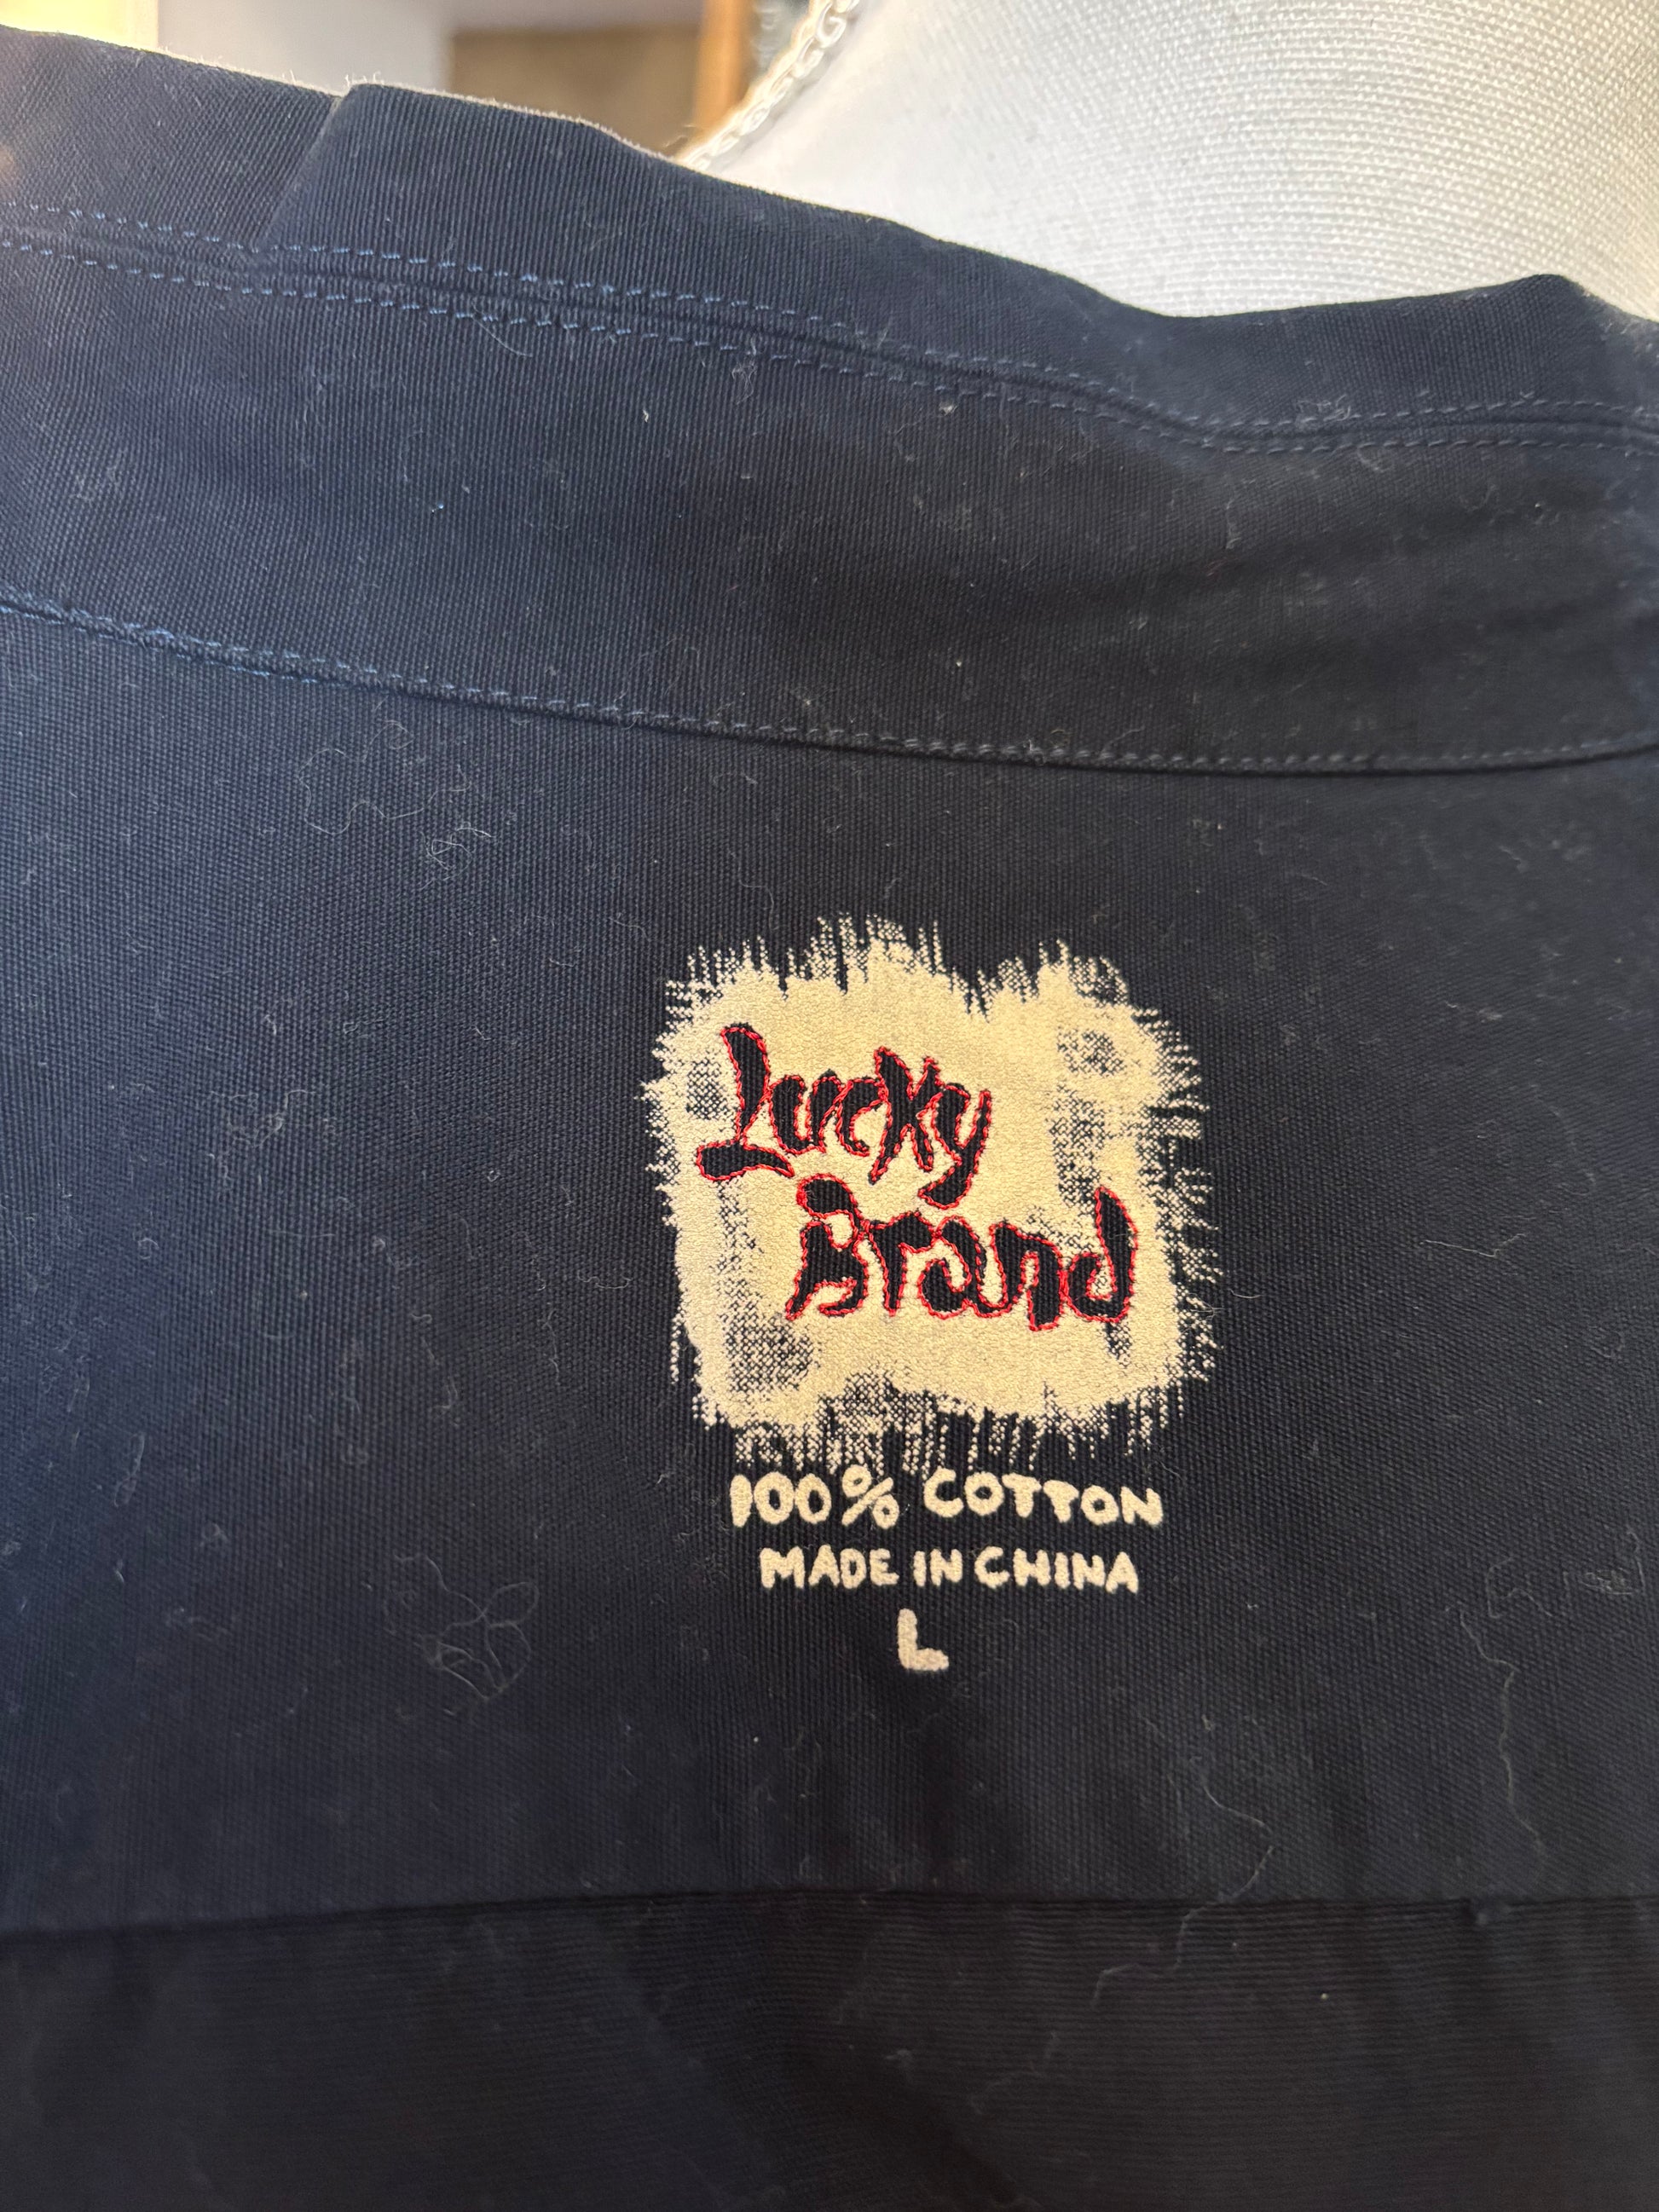 Lucky
Brand
100% COTTON
MADE IN CHINA
L